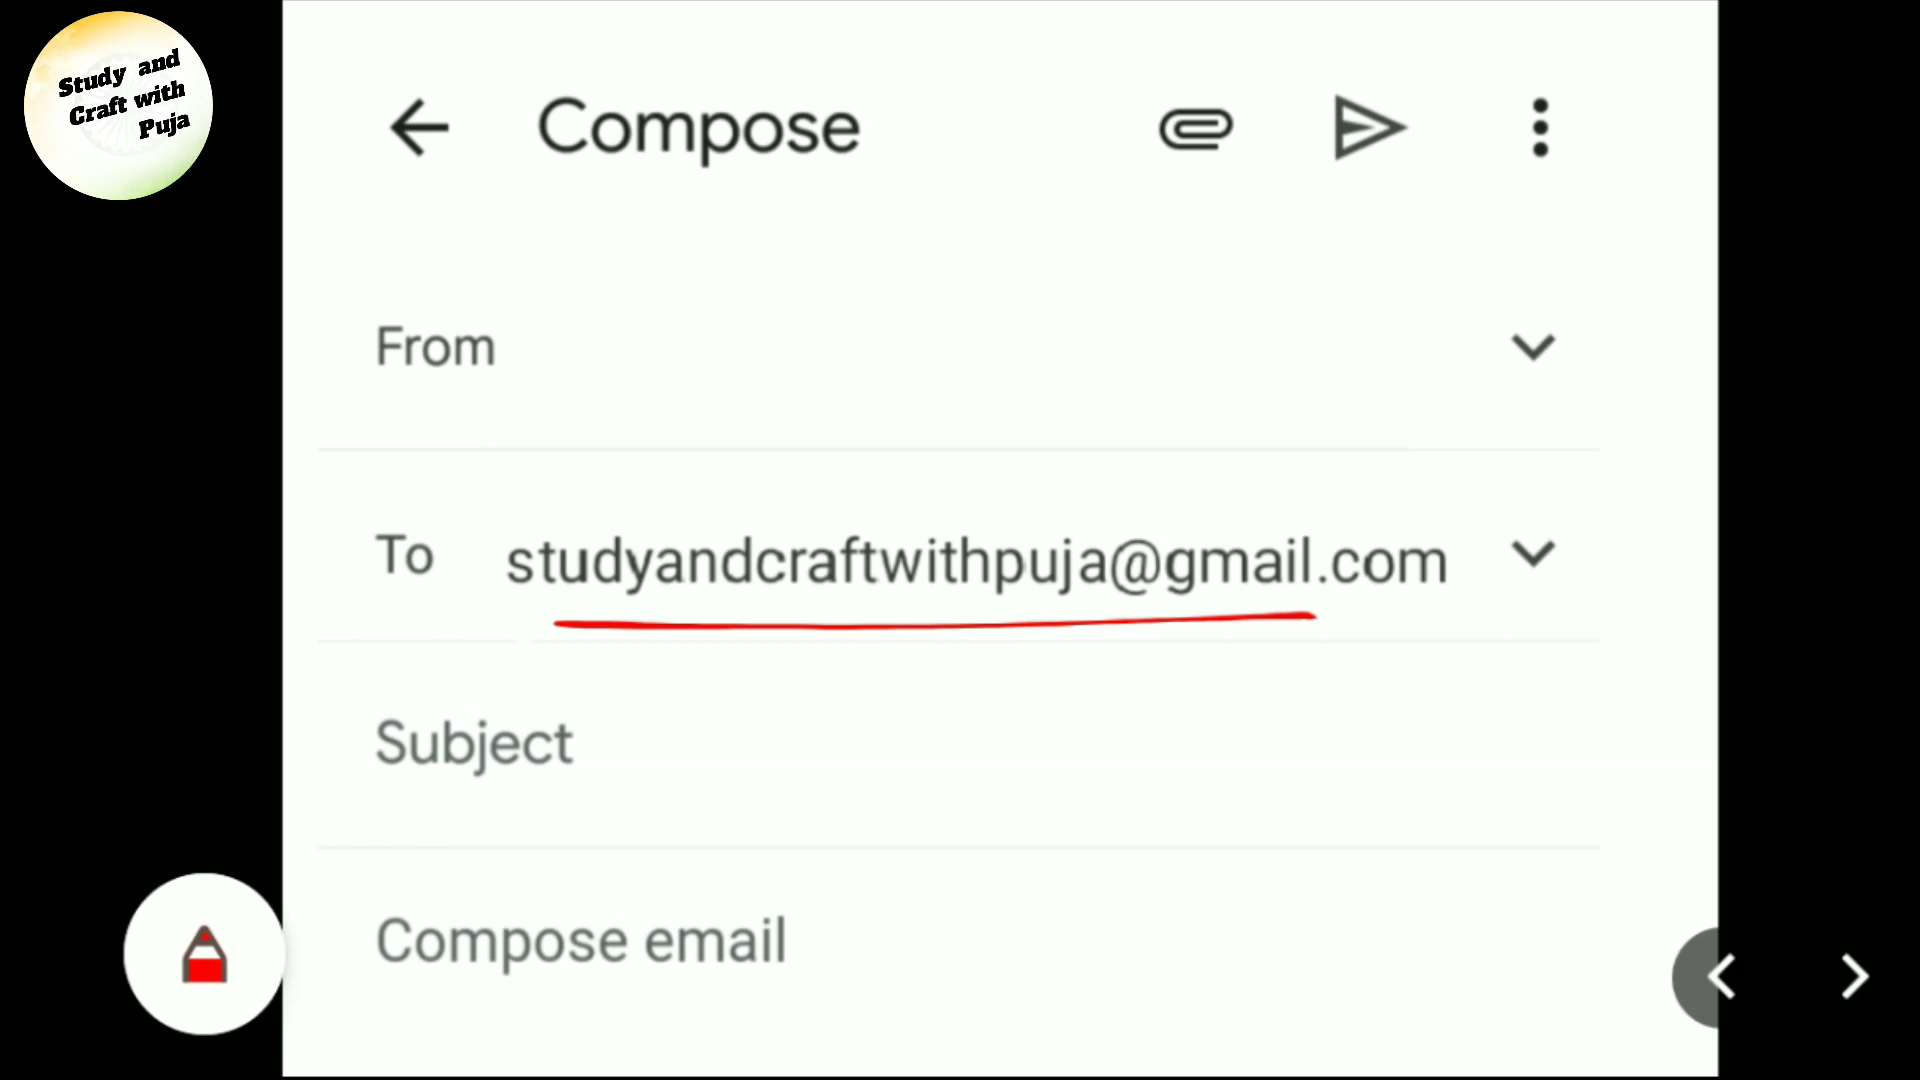 Study and
Craft with
Puja
Compose
From
To studyandcraftwithpuja@gmail.com
Subject
Compose email